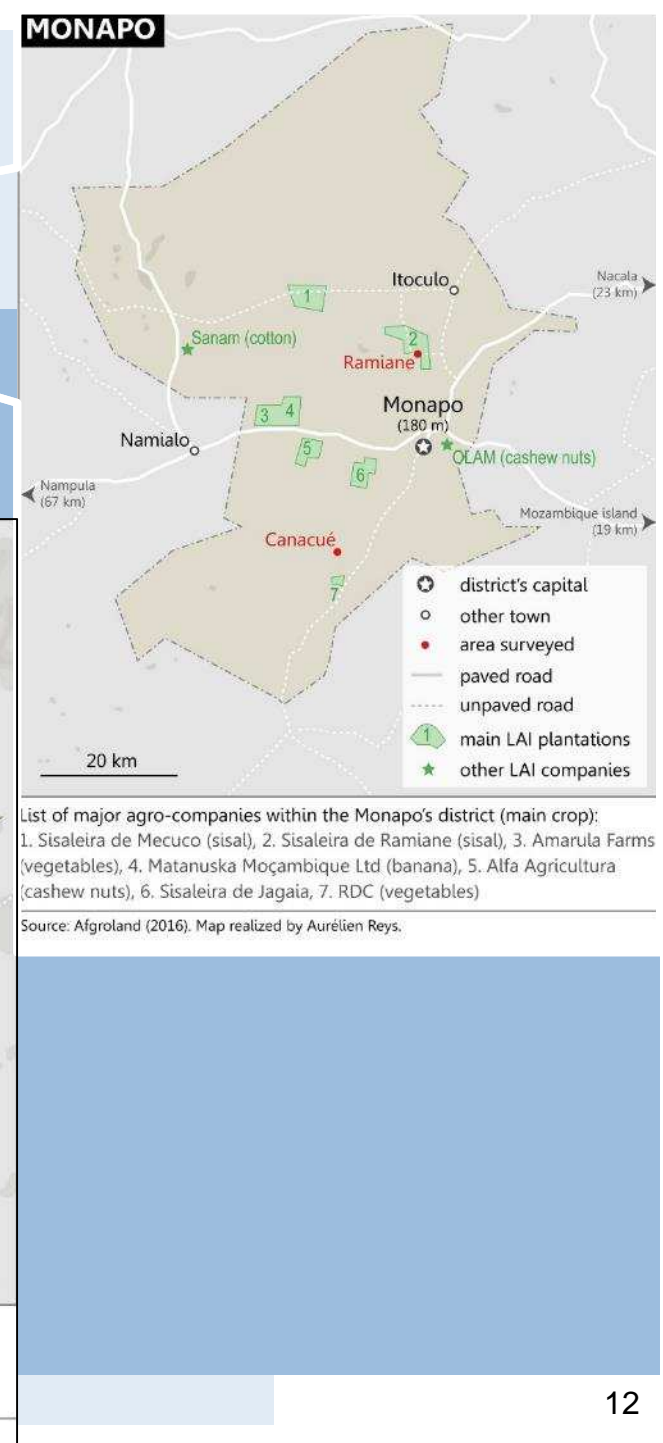 MONAPO
Itoculo
Nacala
(23 km)
1
2
Sanam (cotton)
Ramiane
Monapo
(180 m)
3 4
Namialo
5
OLAM (cashew nuts)
6
Nampula
(67 km)
Mozambique island
(19 km)
Canacué
7
district's capital
other town
area surveyed
paved road
unpaved road
1 main LAI plantations
other LAI companies
20 km
List of major agro-companies within the Monapo's district (main crop):
1. Sisaleira de Mecuco (sisal), 2. Sisaleira de Ramiane (sisal), 3. Amarula Farms
(vegetables), 4. Matanuska Moçambique Ltd (banana), 5. Alfa Agricultura
(cashew nuts), 6. Sisaleira de Jagaia, 7. RDC (vegetables)
Source: Afgroland (2016). Map realized by Aurélien Reys.
12